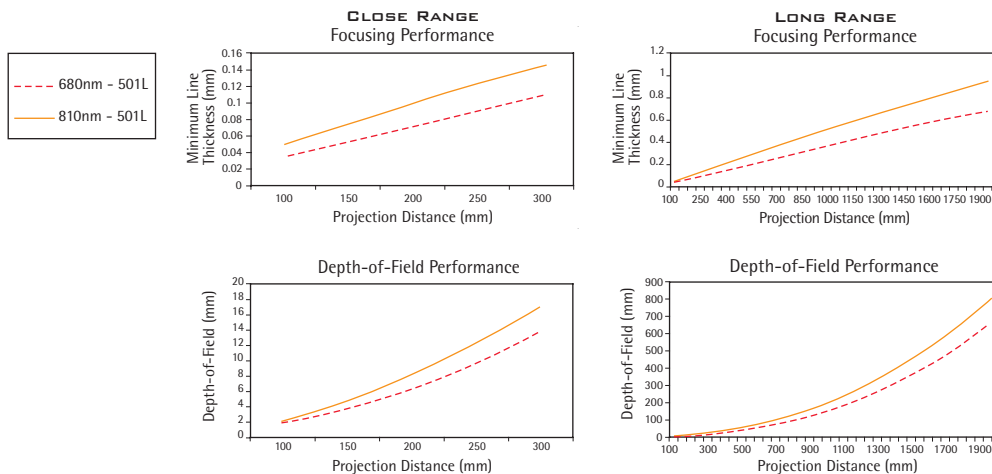 CLOSE RANGE
Focusing Performance
680nm - 501L
810nm - 501L
Minimum Line
Thickness (mm)
0.16
0.14
0.12
0.1
0.08
0.06
0.04
0.02
0
100 150 200 250 300
Projection Distance (mm)
LONG RANGE
Focusing Performance
Minimum Line
Thickness (mm)
1.2
1
0.8
0.6
0.4
0.2
0
100 250 400 550 700 850 1000 1150 1300 1450 1600 1750 1900
Projection Distance (mm)
Depth-of-Field Performance
Depth-of-Field (mm)
20
18
16
14
12
10
8
6
4
2
0
100 150 200 250 300
Projection Distance (mm)
Depth-of-Field Performance
Depth-of-Field (mm)
900
800
700
600
500
400
300
200
100
0
100 300 500 700 900 1100 1300 1500 1700 1900
Projection Distance (mm)